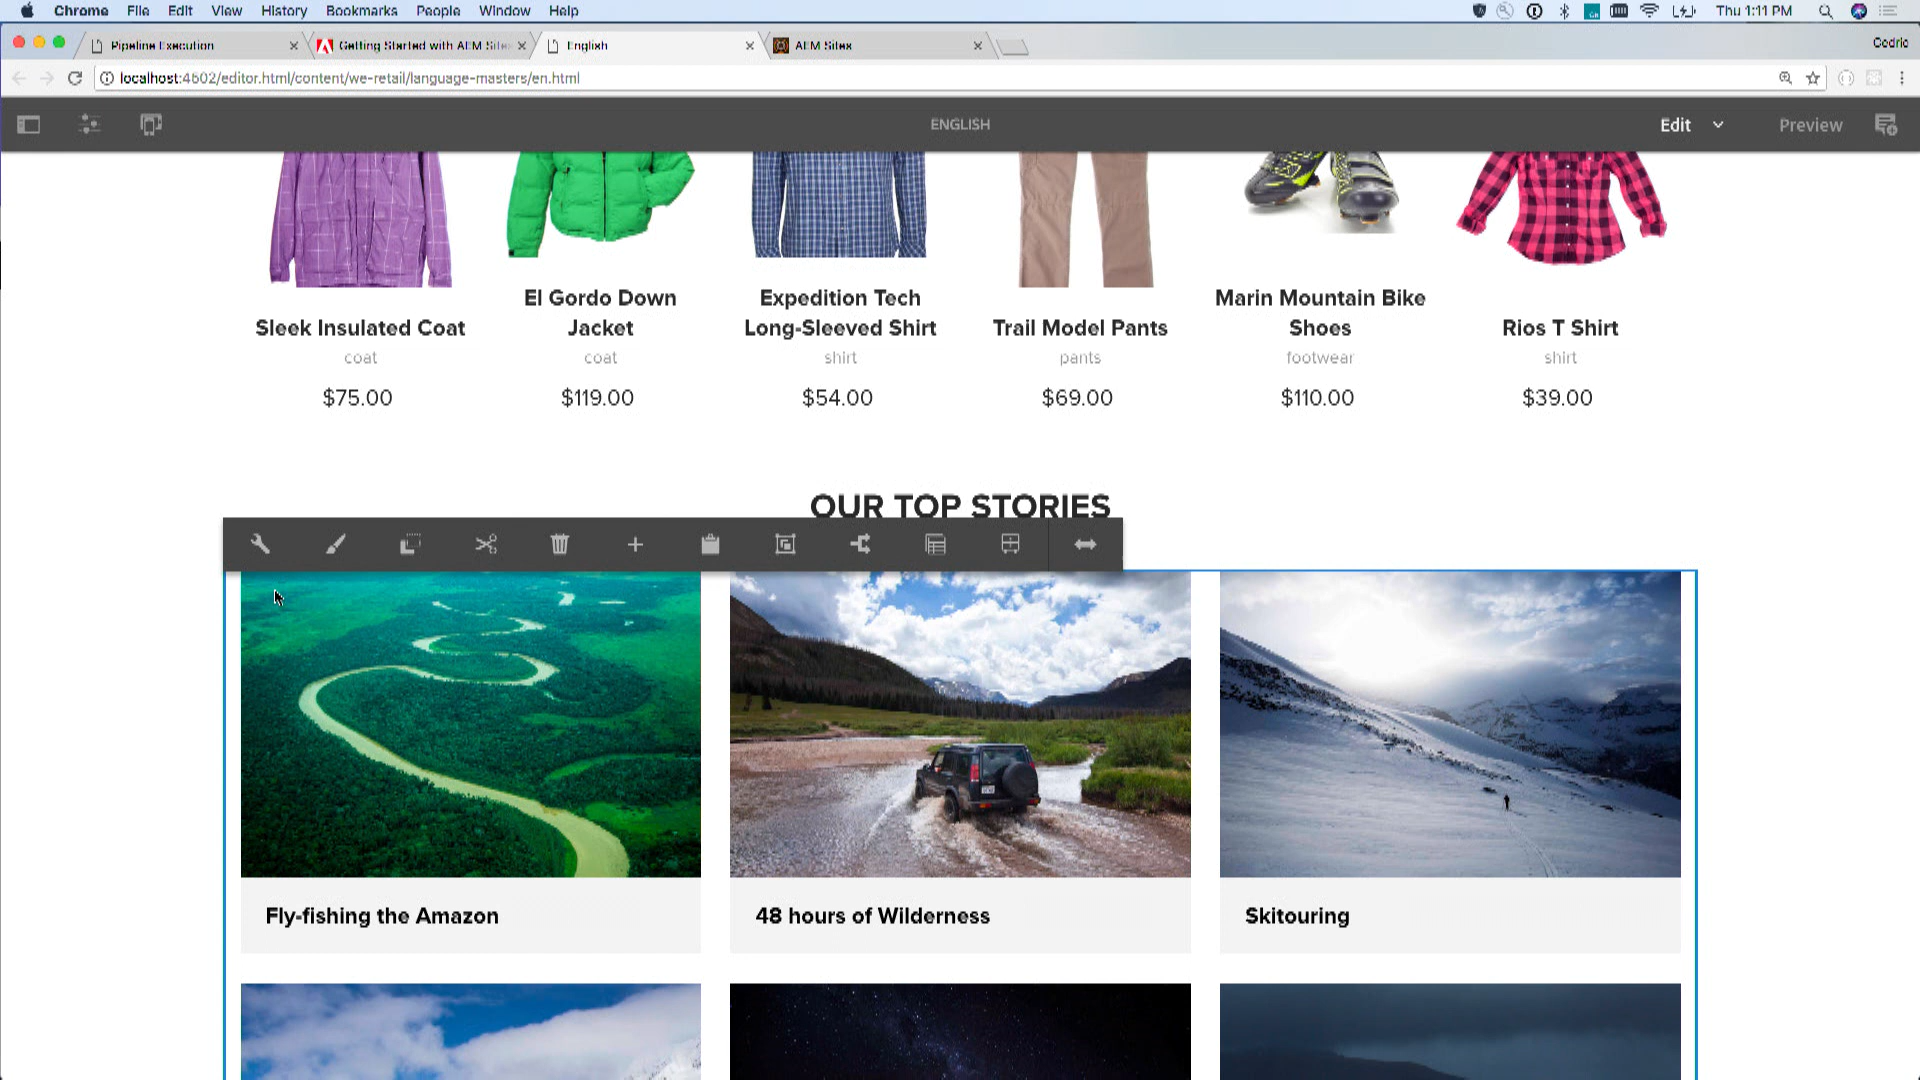 Chrome File Edit View History Bookmarks People Window Help Thu 1:11 PM
Pipeline Execution Getting Started with AEM Sites English AEM Sites Cedric
localhost:4502/editor.html/content/we-retail/language-masters/en.html
ENGLISH Edit Preview
Sleek Insulated Coat
coat
$75.00
El Gordo Down
Jacket
coat
$119.00
Expedition Tech
Long-Sleeved Shirt
shirt
$54.00
Trail Model Pants
pants
$69.00
Marin Mountain Bike
Shoes
footwear
$110.00
Rios T Shirt
shirt
$39.00
OUR TOP STORIES
Fly-fishing the Amazon
48 hours of Wilderness
Skitouring